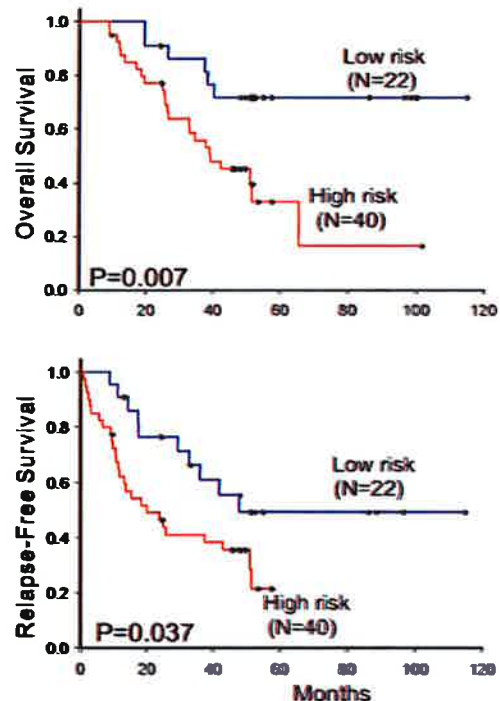 Overall Survival
1.0
0.8
0.6
0.4
0.2
0.0
Low risk
(N=22)
High risk
(N=40)
P=0.007
0 20 40 60 80 100 120
Relapse-Free Survival
1.0
0.8
0.6
0.4
0.2
0.0
Low risk
(N=22)
High risk
(N=40)
P=0.037
0 20 40 60 80 100 120
Months